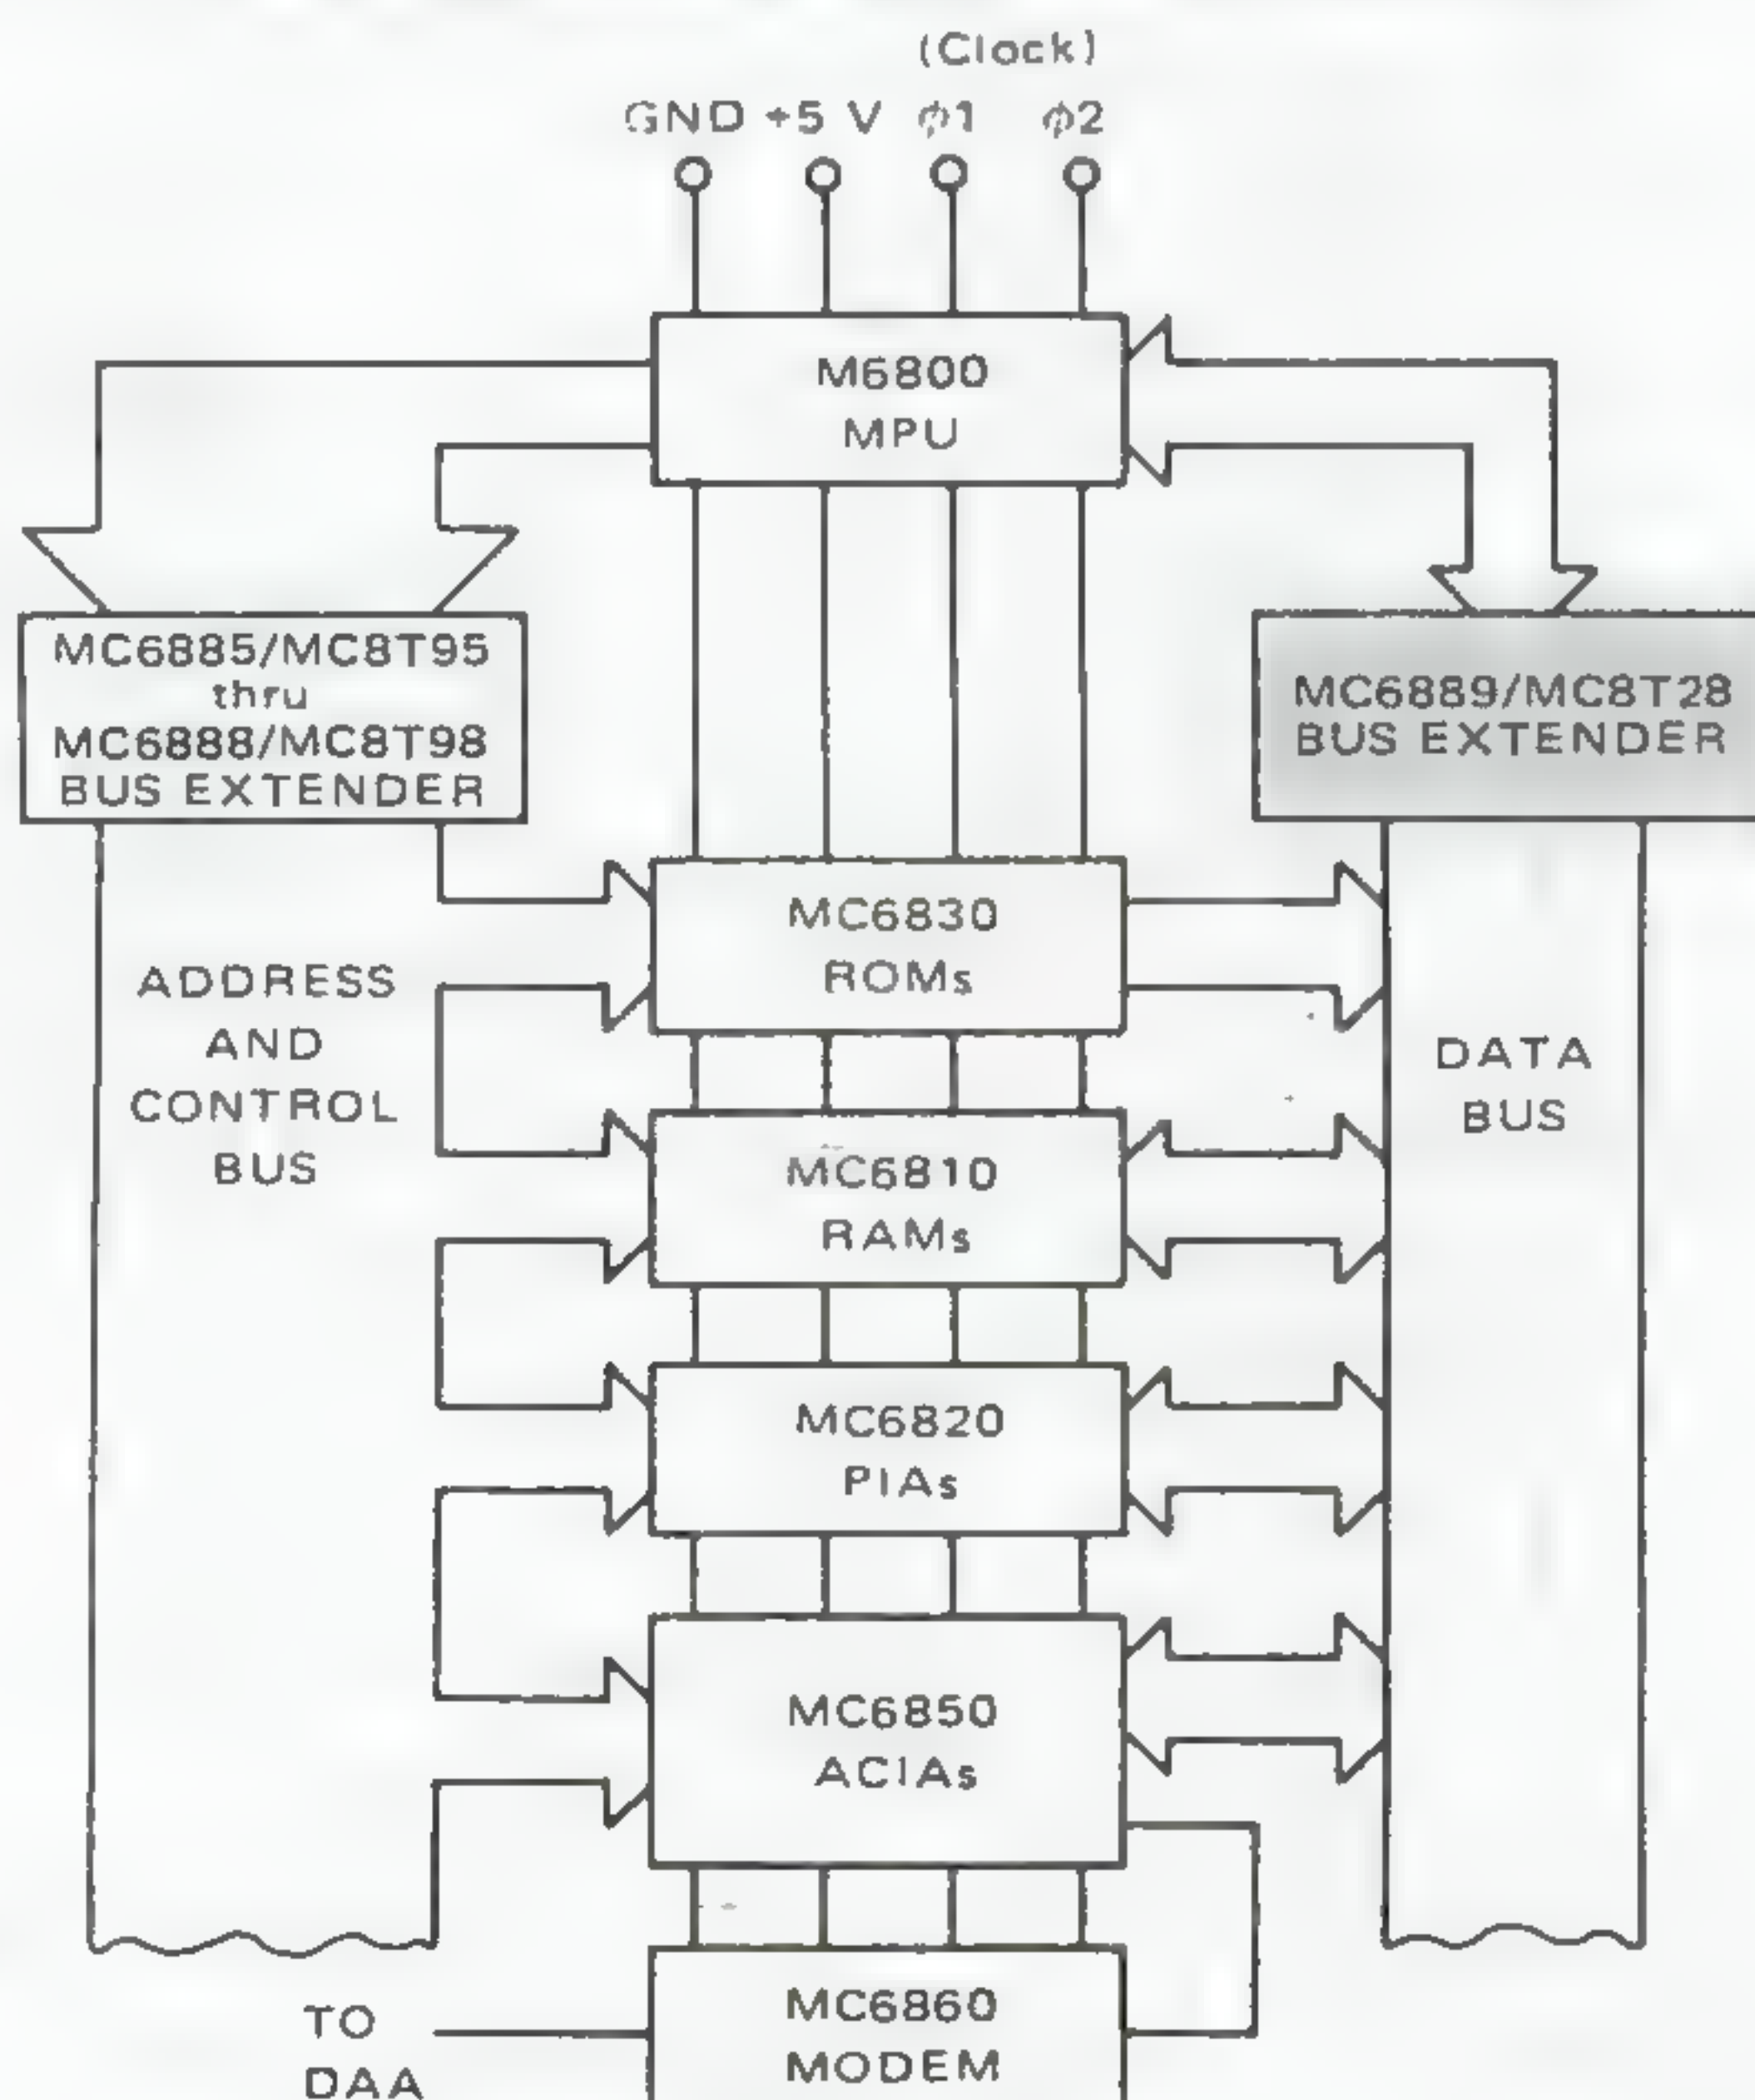 (Clock)
GND +5 V ϕ1 ϕ2
M6800
MPU
MC6885/MC8T95
thru
MC6888/MC8T98
BUS EXTENDER
MC6889/MC8T28
BUS EXTENDER
MC6830
ROMs
ADDRESS
AND
CONTROL
BUS
DATA
BUS
MC6810
RAMs
MC6820
PIAs
MC6850
ACIAs
MC6860
MODEM
TO
DAA